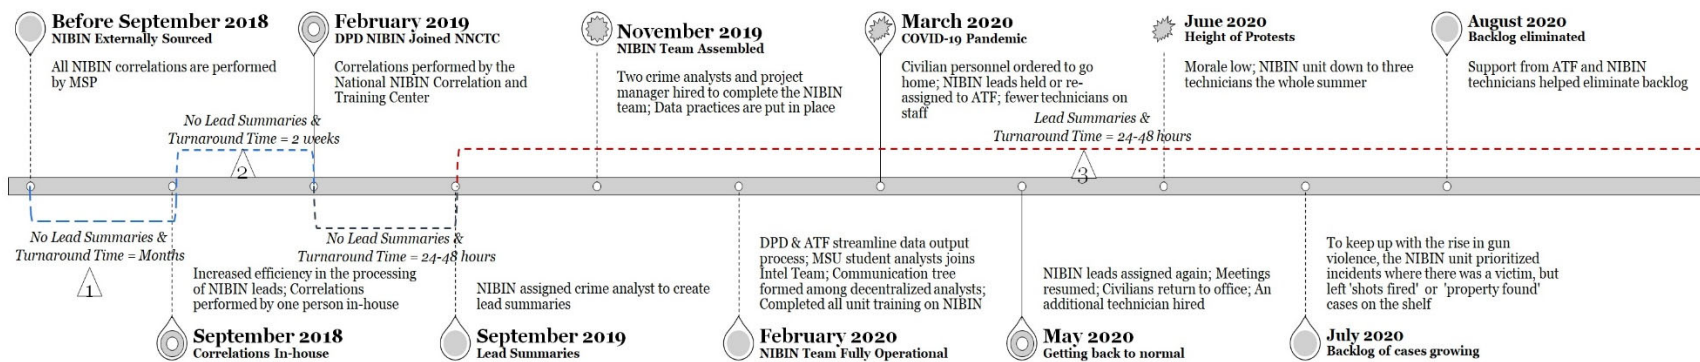 Before September 2018
NIBIN Externally Sourced
All NIBIN correlations are performed
by MSP
February 2019
DPD NIBIN Joined NNCTC
Correlations performed by the
National NIBIN Correlation and
Training Center
November 2019
NIBIN Team Assembled
Two crime analysts and project
manager hired to complete the NIBIN
team; Data practices are put in place
March 2020
COVID-19 Pandemic
Civilian personnel ordered to go
home; NIBIN leads held or re-
assigned to ATF; fewer technicians on
staff
June 2020
Height of Protests
Morale low; NIBIN unit down to three
technicians the whole summer
August 2020
Backlog eliminated
Support from ATF and NIBIN
technicians helped eliminate backlog
No Lead Summaries &
Turnaround Time = 2 weeks
2
Lead Summaries &
Turnaround Time = 24-48 hours
3
No Lead Summaries &
Turnaround Time = Months
1
No Lead Summaries &
Turnaround Time = 24-48 hours
Increased efficiency in the processing
of NIBIN leads; Correlations
performed by one person in-house
September 2018
Correlations In-house
NIBIN assigned crime analyst to create
lead summaries
September 2019
Lead Summaries
DPD & ATF streamline data output
process; MSU student analysts joins
Intel Team; Communication tree
formed among decentralized analysts;
Completed all unit training on NIBIN
February 2020
NIBIN Team Fully Operational
NIBIN leads assigned again; Meetings
resumed; Civilians return to office; An
additional technician hired
May 2020
Getting back to normal
To keep up with the rise in gun
violence, the NIBIN unit prioritized
incidents where there was a victim, but
left 'shots fired' or 'property found'
cases on the shelf
July 2020
Backlog of cases growing